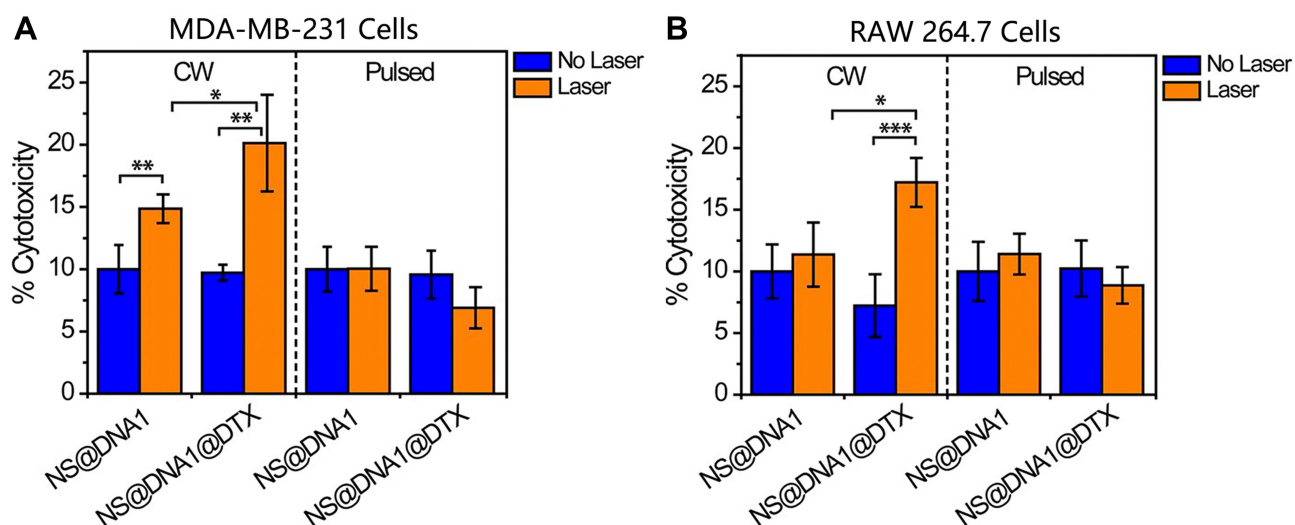 A
MDA-MB-231 Cells
CW
Pulsed
No Laser
Laser
% Cytotoxicity
25
20
15
10
5
0
*
**
**
NS@DNA1
NS@DNA1@DTX
NS@DNA1
NS@DNA1@DTX
B
RAW 264.7 Cells
CW
Pulsed
No Laser
Laser
% Cytotoxicity
25
20
15
10
5
0
*
***
NS@DNA1
NS@DNA1@DTX
NS@DNA1
NS@DNA1@DTX